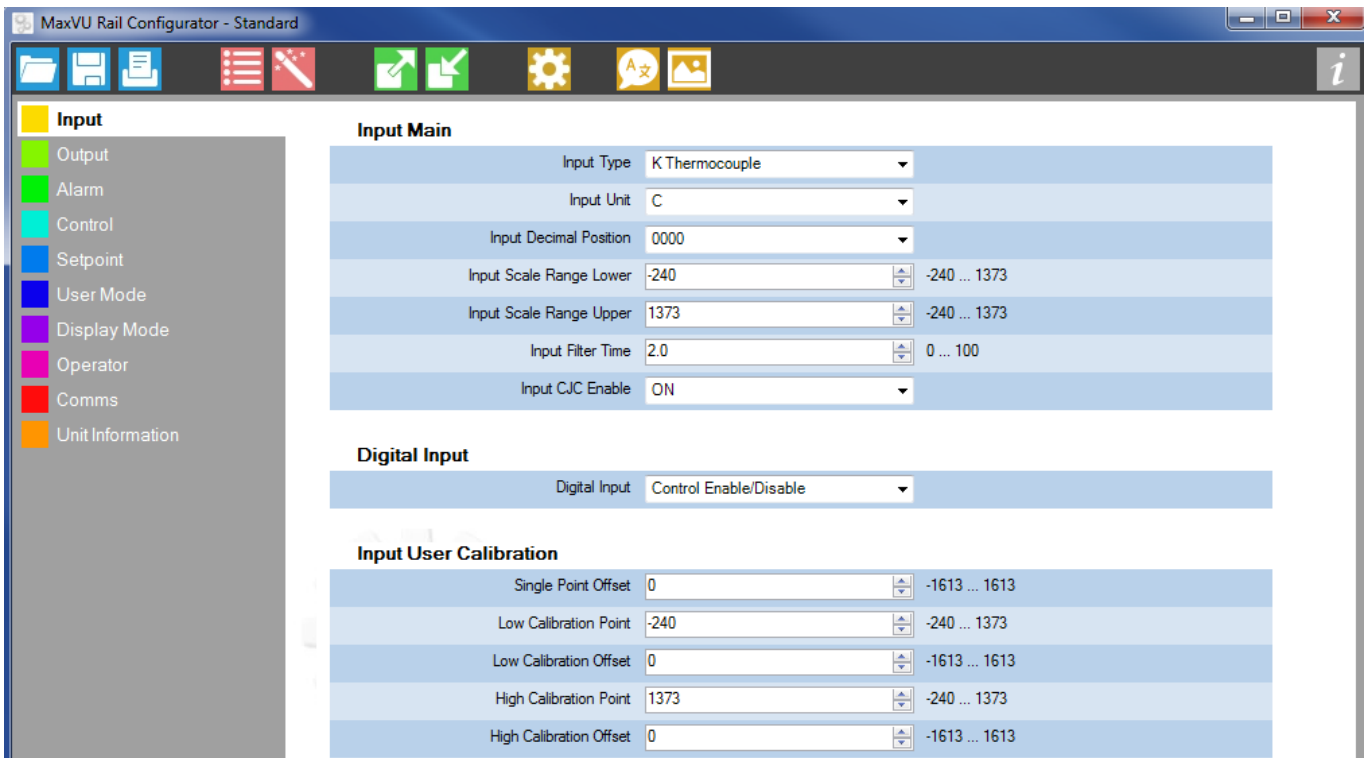 MaxVU Rail Configurator - Standard
Input
Output
Alarm
Control
Setpoint
User Mode
Display Mode
Operator
Comms
Unit Information
Input Main
Input Type K Thermocouple
Input Unit C
Input Decimal Position 0000
Input Scale Range Lower -240 -240 ... 1373
Input Scale Range Upper 1373 -240 ... 1373
Input Filter Time 2.0 0 ... 100
Input CJC Enable ON
Digital Input
Digital Input Control Enable/Disable
Input User Calibration
Single Point Offset 0 -1613 ... 1613
Low Calibration Point -240 -240 ... 1373
Low Calibration Offset 0 -1613 ... 1613
High Calibration Point 1373 -240 ... 1373
High Calibration Offset 0 -1613 ... 1613